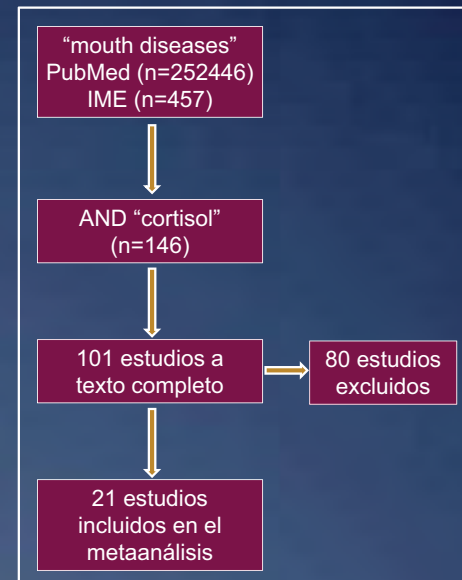 “mouth diseases”
PubMed (n=252446)
IME (n=457)
AND “cortisol”
(n=146)
101 estudios a
texto completo
80 estudios
excluidos
21 estudios
incluidos en el
metaanálisis